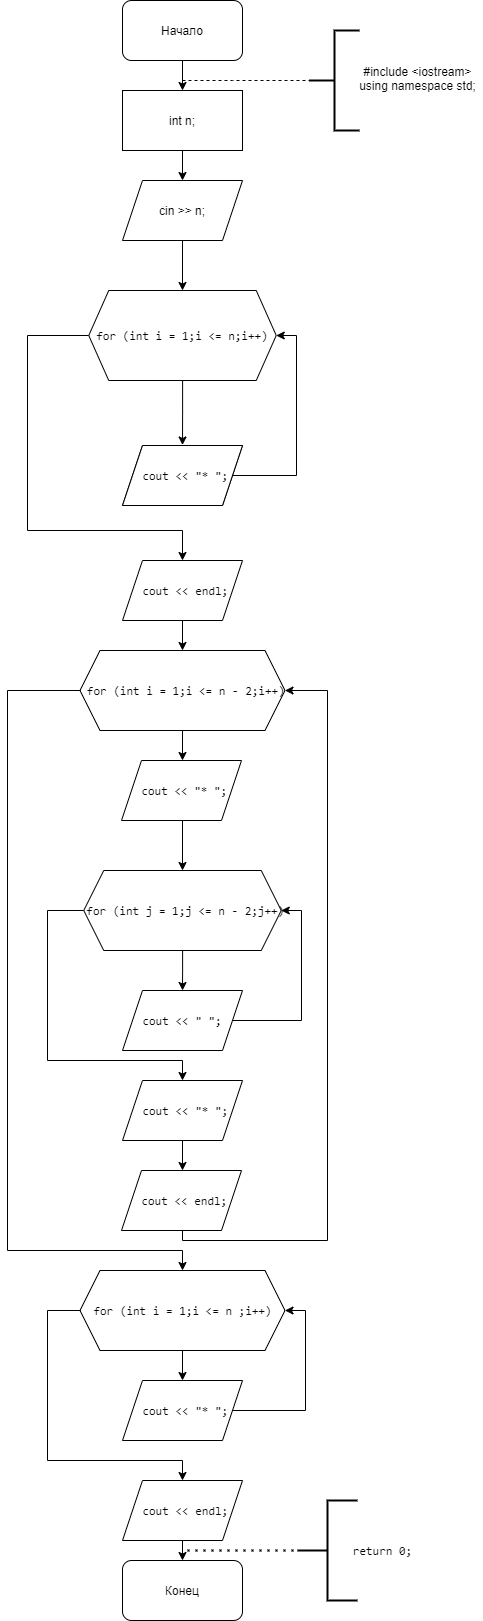 Начало
#include <iostream>
using namespace std;
int n;
cin >> n;
for (int i = 1;i <= n;i++)
cout << "* ";
cout << endl;
for (int i = 1;i <= n - 2;i++)
cout << "* ";
for (int j = 1;j <= n - 2;j++)
cout << " ";
cout << "* ";
cout << endl;
for (int i = 1;i <= n ;i++)
cout << "* ";
cout << endl;
return 0;
Конец